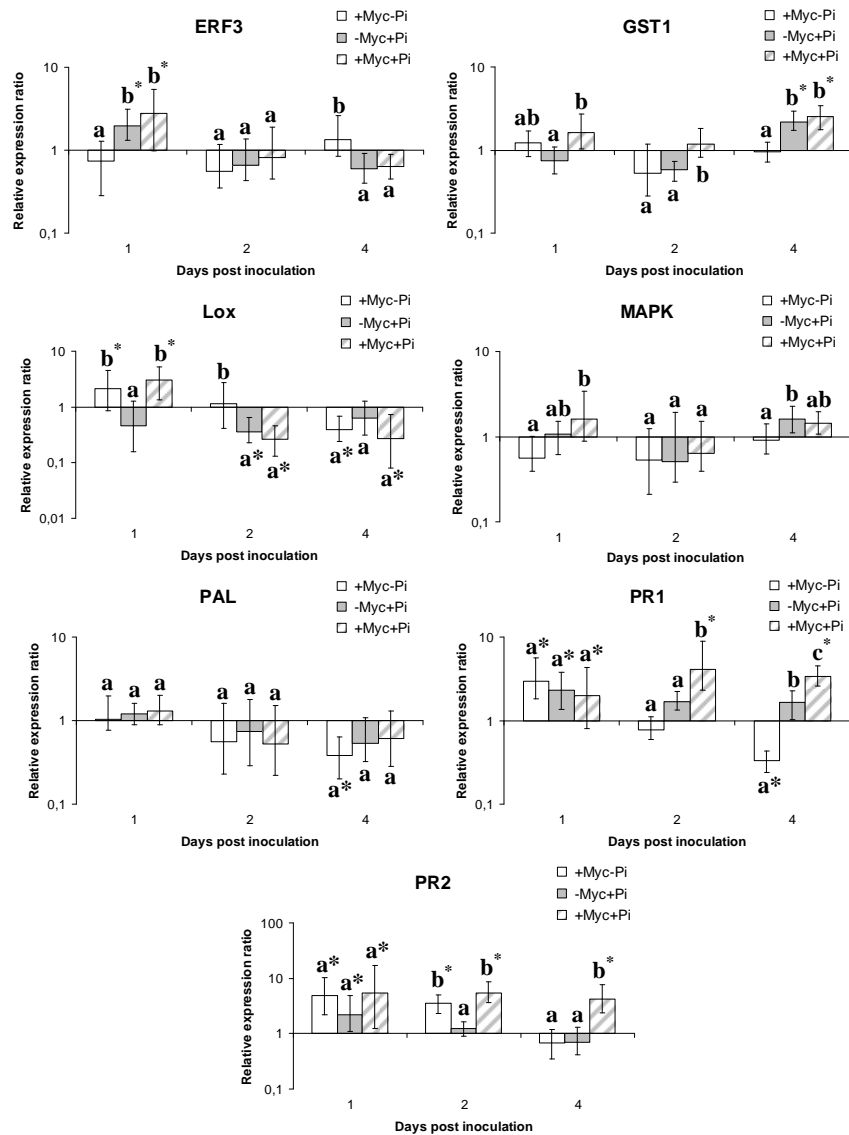 ERF3
+Myc-Pi
-Myc+Pi
+Myc+Pi
Relative expression ratio
10
1
0,1
a b* b* a a a b a a
1 2 4
Days post inoculation
GST1
+Myc-Pi
-Myc+Pi
+Myc+Pi
Relative expression ratio
10
1
0,1
ab a b a a b a b* b*
1 2 4
Days post inoculation
Lox
+Myc-Pi
-Myc+Pi
+Myc+Pi
Relative expression ratio
10
1
0,1
0,01
b* a b* b a* a* a* a a*
1 2 4
Days post inoculation
MAPK
+Myc-Pi
-Myc+Pi
+Myc+Pi
Relative expression ratio
10
1
0,1
a ab b a a a a b ab
1 2 4
Days post inoculation
PAL
+Myc-Pi
-Myc+Pi
+Myc+Pi
Relative expression ratio
10
1
0,1
a a a a a a a* a a
1 2 4
Days post inoculation
PR1
+Myc-Pi
-Myc+Pi
+Myc+Pi
Relative expression ratio
10
1
0,1
a* a* a* a a b* a* b c*
1 2 4
Days post inoculation
PR2
+Myc-Pi
-Myc+Pi
+Myc+Pi
Relative expression ratio
100
10
1
0,1
a* a* a* b* a b* a a b*
1 2 4
Days post inoculation